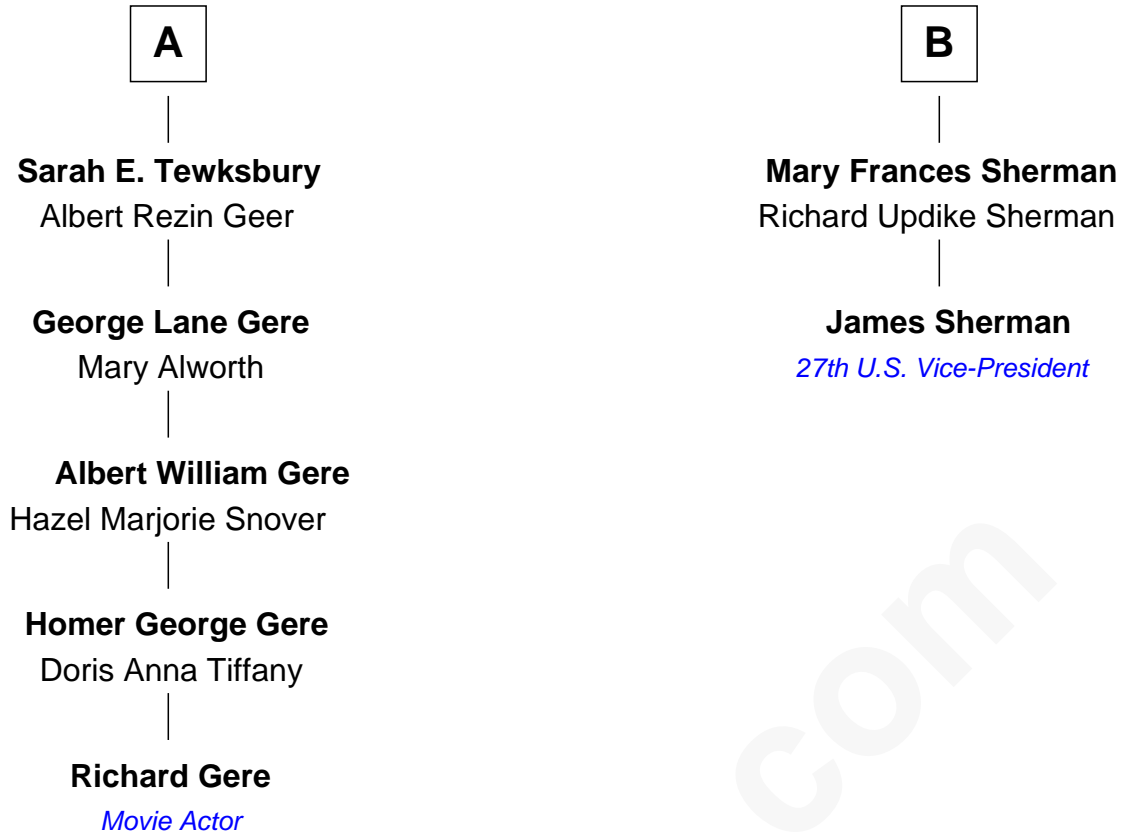 A
Sarah E. Tewksbury
Albert Rezin Geer
George Lane Gere
Mary Alworth
Albert William Gere
Hazel Marjorie Snover
Homer George Gere
Doris Anna Tiffany
Richard Gere
Movie Actor
B
Mary Frances Sherman
Richard Updike Sherman
James Sherman
27th U.S. Vice-President
com